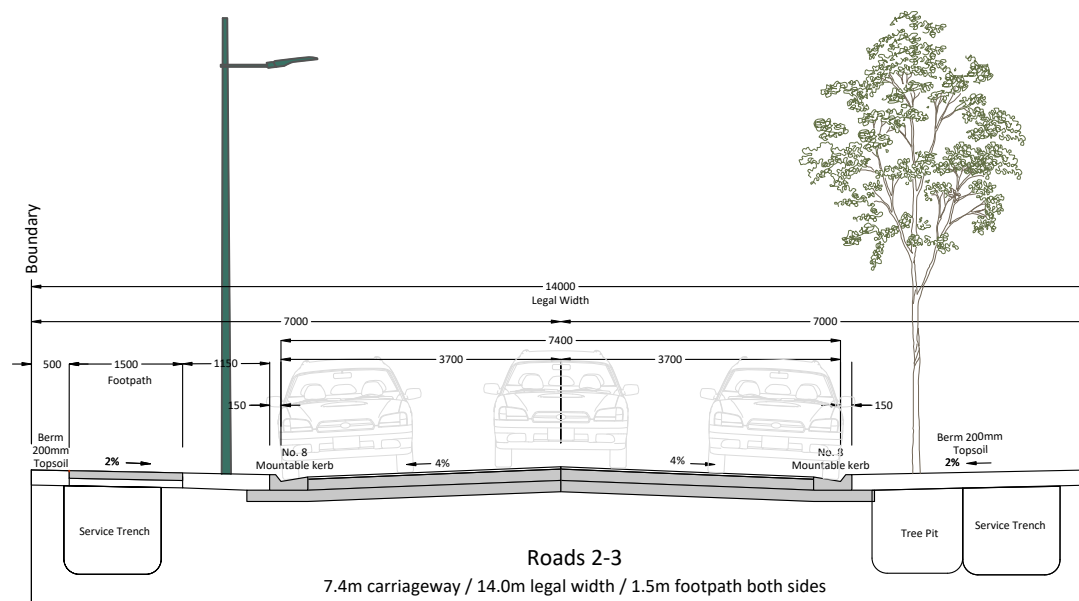 Boundary
14000
Legal Width
7000
7000
7400
500
1500
1150
3700
3700
Footpath
150
150
Berm
200mm
Topsoil
2%
No. 8
Mountable kerb
4%
4%
No. 8
Mountable kerb
Berm 200mm
Topsoil
2%
Service Trench
Tree Pit
Service Trench
Roads 2-3
7.4m carriageway / 14.0m legal width / 1.5m footpath both sides